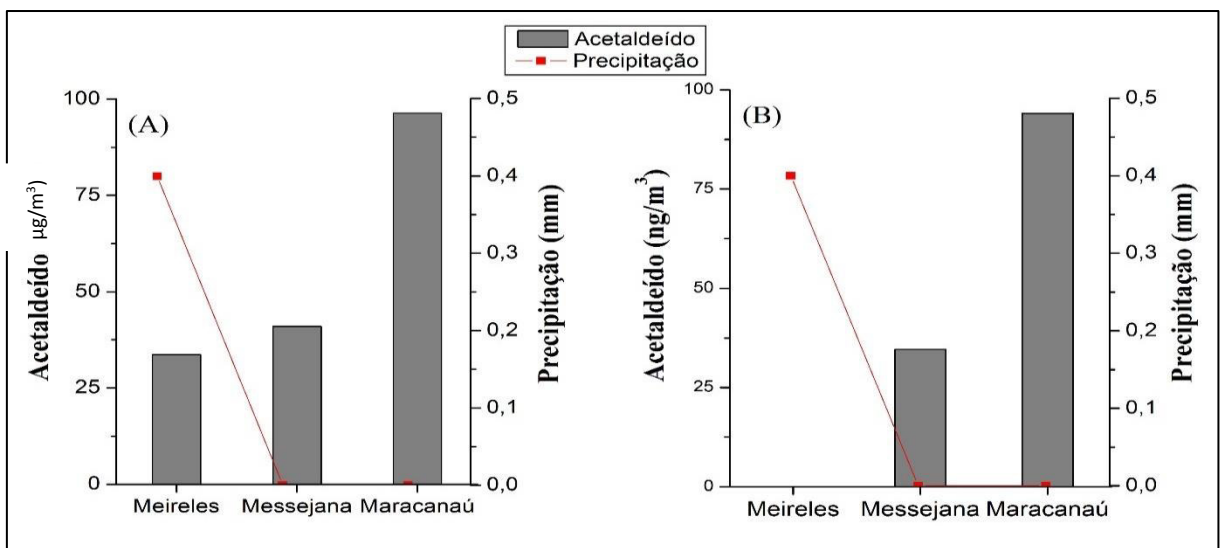 Acetaldeído
Precipitação
(A)
Acetaldeído µg/m³)
100
75
50
25
0
Precipitação (mm)
0,5
0,4
0,3
0,2
0,1
0,0
Meireles Messejana Maracanaú
(B)
Acetaldeído (ng/m³)
100
75
50
25
0
Precipitação (mm)
0,5
0,4
0,3
0,2
0,1
0,0
Meireles Messejana Maracanaú